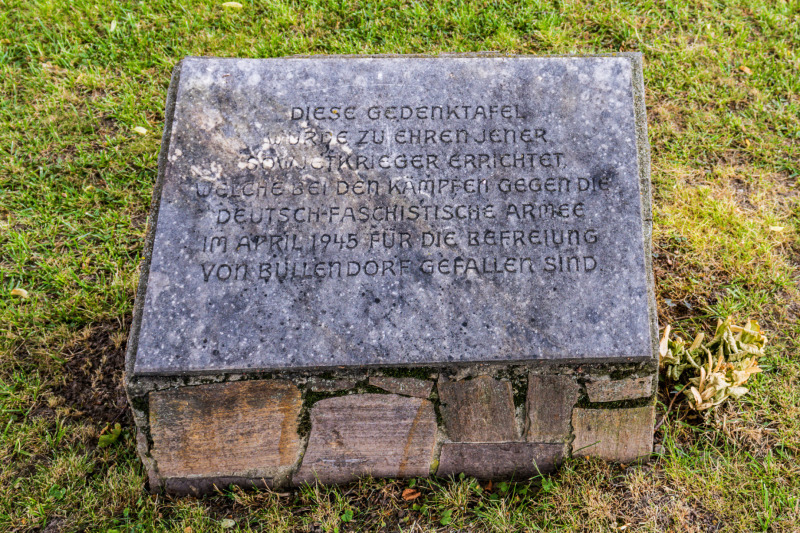 DIESE GEDENKTAFEL
WURDE ZU EHREN JENER
SOWJETKRIEGER ERRICHTET,
WELCHE BEI DEN KÄMPFEN GEGEN DIE
DEUTSCH-FASCHISTISCHE ARMEE
IM APRIL 1945 FÜR DIE BEFREIUNG
VON BULLENDORF GEFALLEN SIND